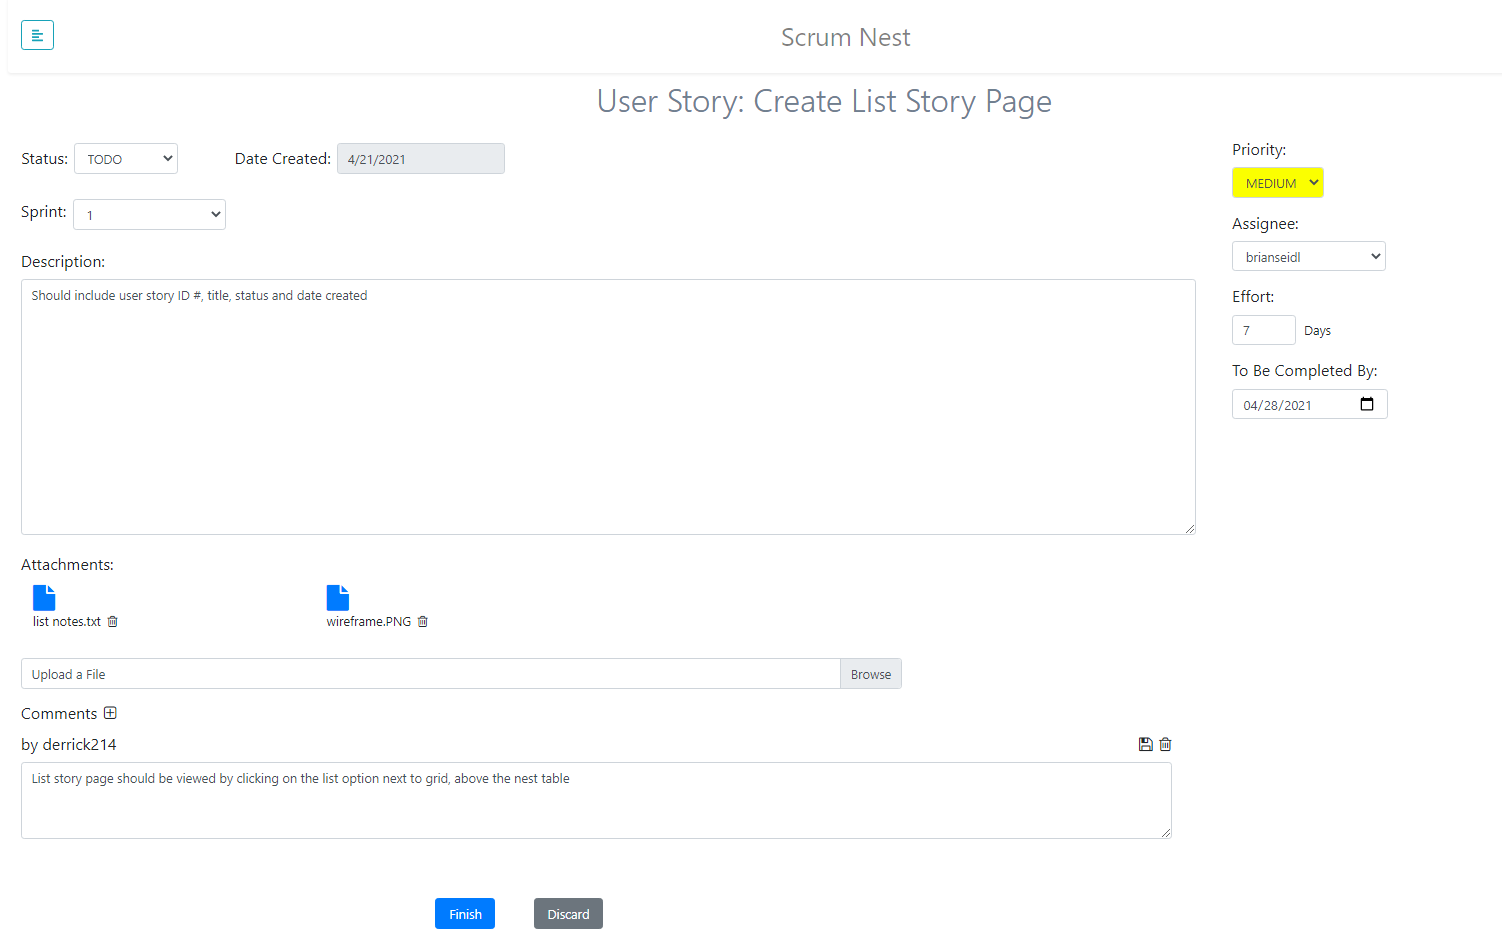 Scrum Nest
User Story: Create List Story Page
Status: TODO Date Created: 4/21/2021
Sprint: 1
Priority:
MEDIUM
Assignee:
brianseidl
Effort:
7 Days
To Be Completed By:
04/28/2021
Description:
Should include user story ID #, title, status and date created
Attachments:
list notes.txt wireframe.PNG
Upload a File Browse
Comments
by derrick214
List story page should be viewed by clicking on the list option next to grid, above the nest table
Finish Discard